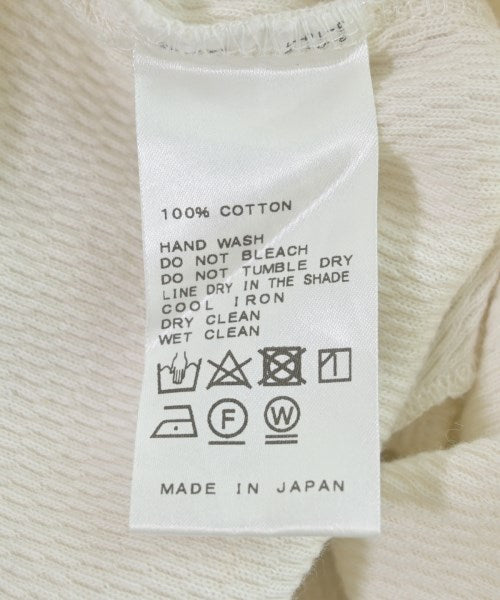 100% COTTON
HAND WASH
DO NOT BLEACH
DO NOT TUMBLE DRY
LINE DRY IN THE SHADE
COOL IRON
DRY CLEAN
WET CLEAN
F W
MADE IN JAPAN